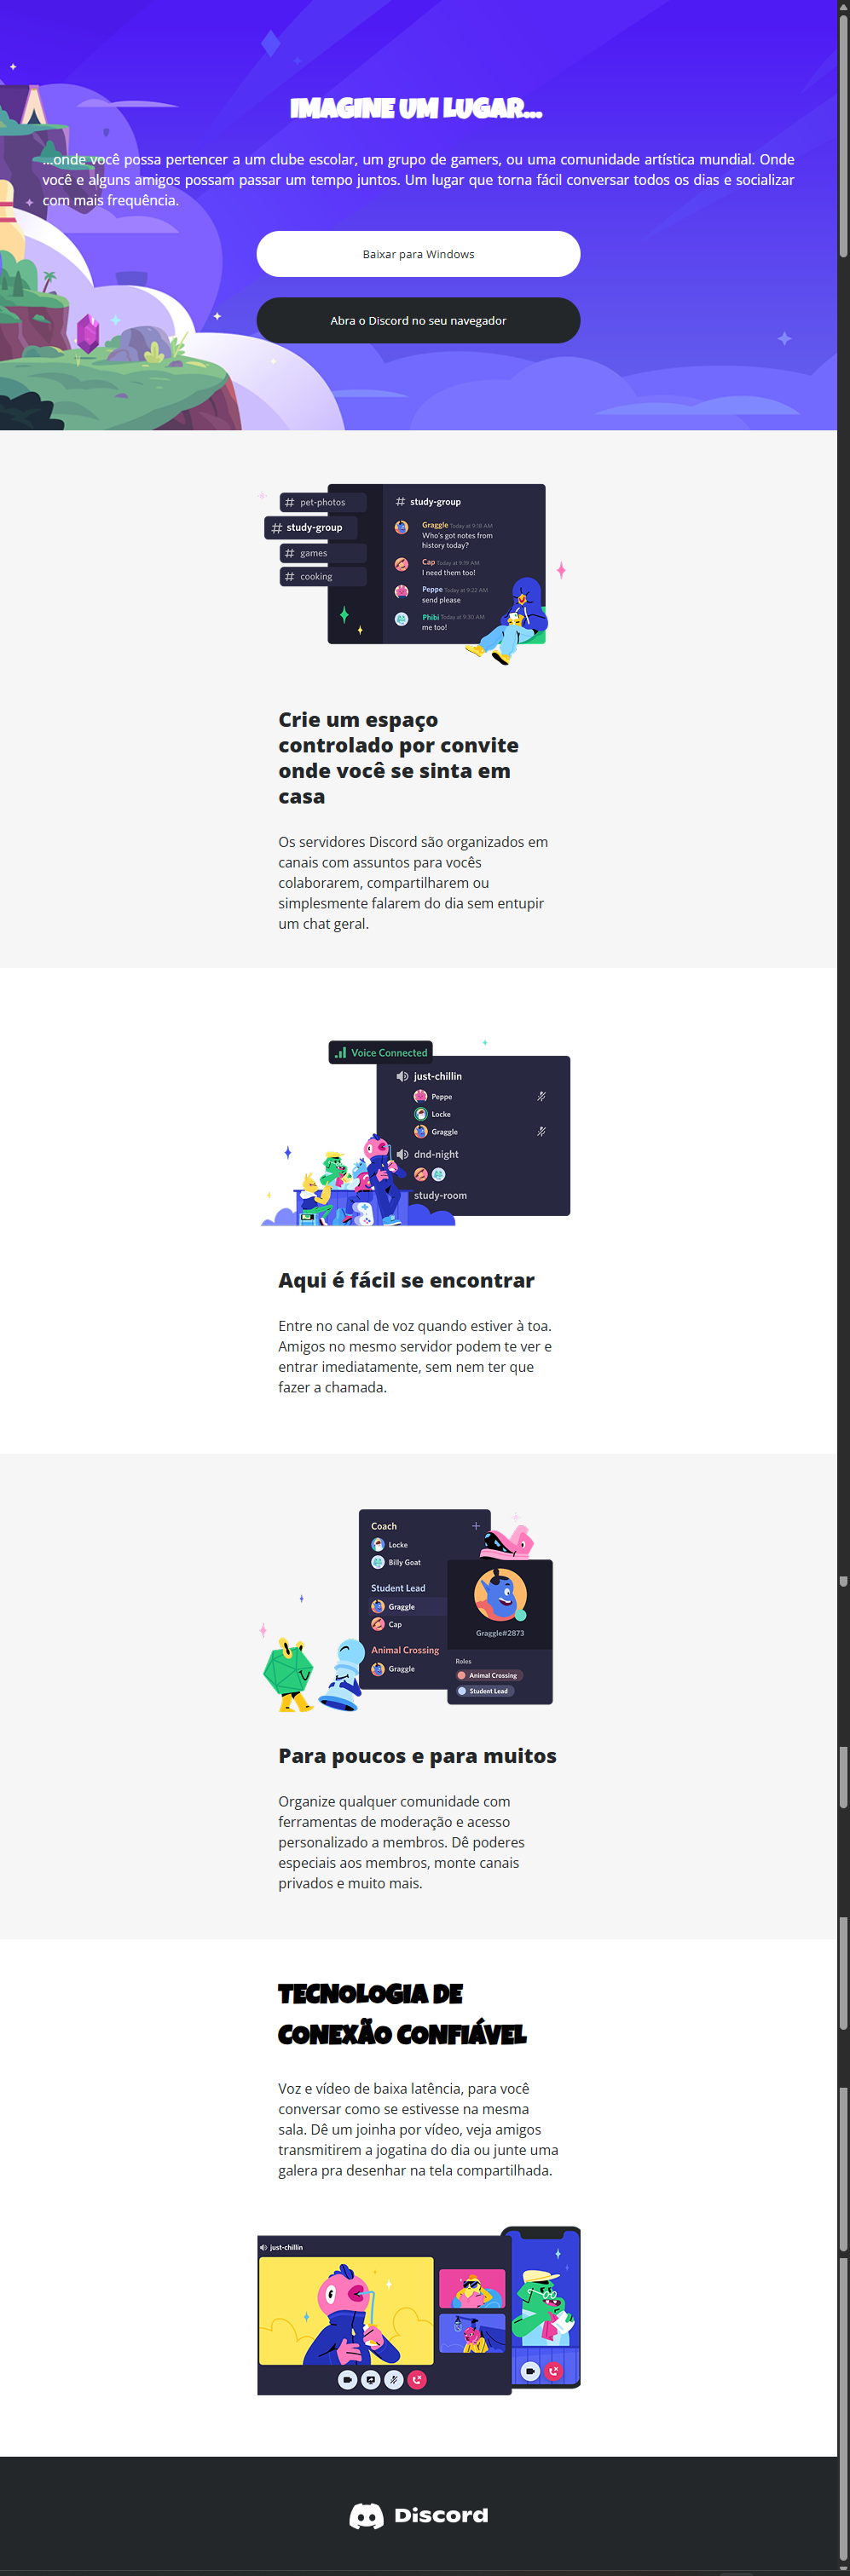 IMAGINE UM LUGAR...
...onde você possa pertencer a um clube escolar, um grupo de gamers, ou uma comunidade artística mundial. Onde
você e alguns amigos possam passar um tempo juntos. Um lugar que torna fácil conversar todos os dias e socializar
com mais frequência.
Baixar para Windows
Abra o Discord no seu navegador
# pet-photos
# study-group
# games
# cooking
# study-group
Graggle Today at 9:18 AM
Who's got notes from
history today?
Cap Today at 9:19 AM
I need them too!
Peppe Today at 9:22 AM
send please
Phibi Today at 9:30 AM
me too!
Crie um espaço
controlado por convite
onde você se sinta em
casa
Os servidores Discord são organizados em
canais com assuntos para vocês
colaborarem, compartilharem ou
simplesmente falarem do dia sem entupir
um chat geral.
Voice Connected
just-chillin
Peppe
Locke
Graggle
dnd-night
study-room
Aqui é fácil se encontrar
Entre no canal de voz quando estiver à toa.
Amigos no mesmo servidor podem te ver e
entrar imediatamente, sem nem ter que
fazer a chamada.
Coach
Locke
Billy Goat
Student Lead
Graggle
Cap
Animal Crossing
Graggle
Graggle#2873
Roles
Animal Crossing
Student Lead
Para poucos e para muitos
Organize qualquer comunidade com
ferramentas de moderação e acesso
personalizado a membros. Dê poderes
especiais aos membros, monte canais
privados e muito mais.
TECNOLOGIA DE
CONEXÃO CONFIÁVEL
Voz e vídeo de baixa latência, para você
conversar como se estivesse na mesma
sala. Dê um joinha por vídeo, veja amigos
transmitirem a jogatina do dia ou junte uma
galera pra desenhar na tela compartilhada.
just-chillin
Discord